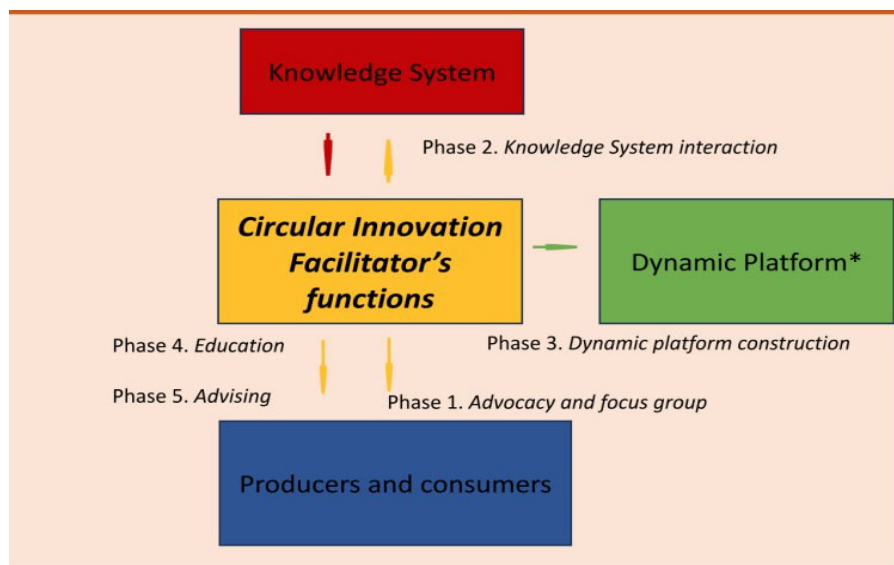 Knowledge System
Phase 2. Knowledge System interaction
Circular Innovation
Facilitator's
functions
Dynamic Platform*
Phase 4. Education
Phase 3. Dynamic platform construction
Phase 5. Advising
Phase 1. Advocacy and focus group
Producers and consumers